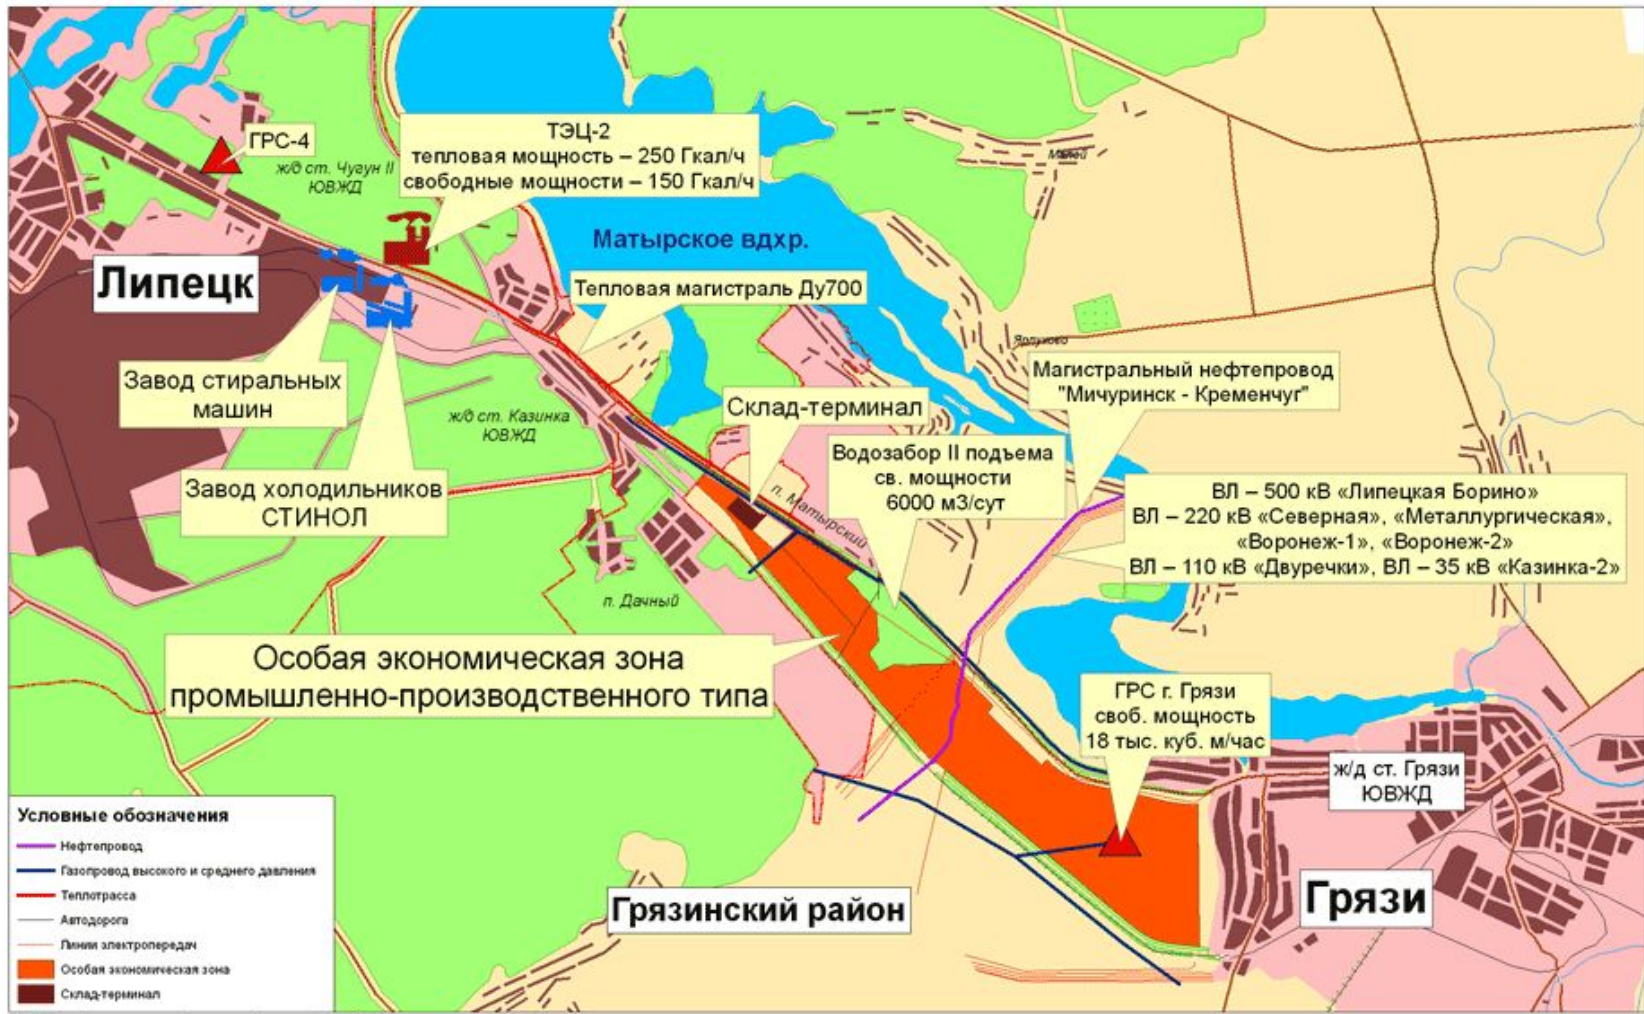 ГРС-4
ж/д ст. Чугун II
ЮВЖД
ТЭЦ-2
тепловая мощность – 250 Гкал/ч
свободные мощности – 150 Гкал/ч
Малей
Матырское вдхр.
Липецк
Тепловая магистраль Ду700
Ярлуково
Завод стиральных
машин
ж/д ст. Казинка
ЮВЖД
Склад-терминал
Магистральный нефтепровод
"Мичуринск - Кременчуг"
Водозабор II подъема
св. мощности
6000 м3/сут
Завод холодильников
СТИНОЛ
п. Матырский
ВЛ – 500 кВ «Липецкая Борино»
ВЛ – 220 кВ «Северная», «Металлургическая»,
«Воронеж-1», «Воронеж-2»
ВЛ – 110 кВ «Двуречки», ВЛ – 35 кВ «Казинка-2»
п. Дачный
Особая экономическая зона
промышленно-производственного типа
ГРС г. Грязи
своб. мощность
18 тыс. куб. м/час
ж/д ст. Грязи
ЮВЖД
Грязинский район
Грязи
Условные обозначения
Нефтепровод
Газопровод высокого и среднего давления
Теплотрасса
Автодорога
Линии электропередач
Особая экономическая зона
Склад-терминал